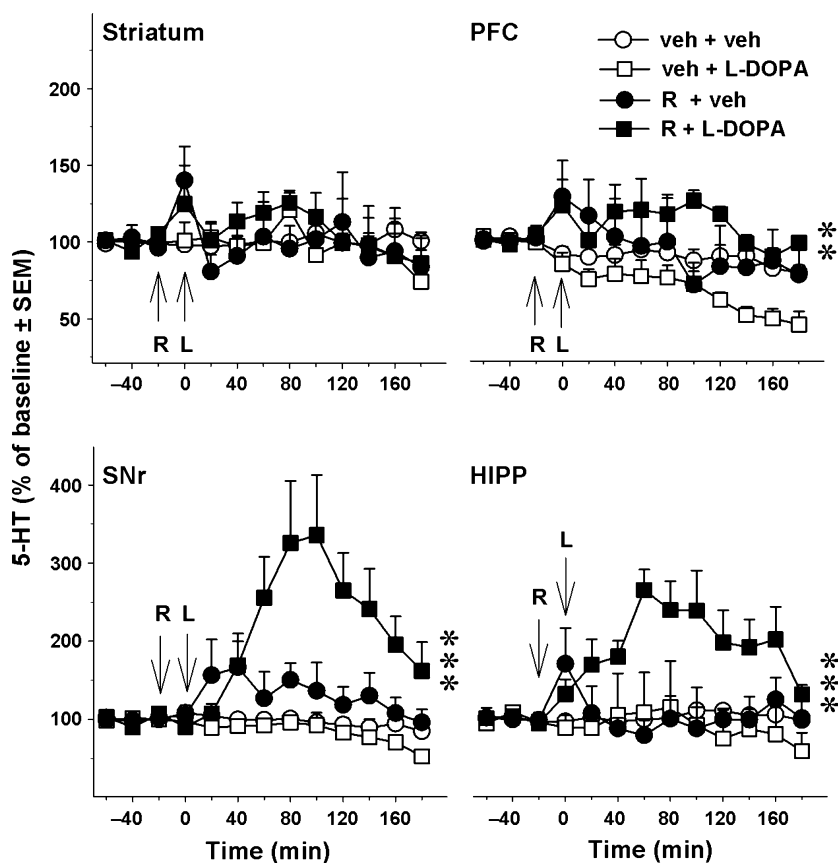 Striatum
PFC
veh + veh
veh + L-DOPA
R + veh
R + L-DOPA
200
150
100
50
R L
R L
**
−40 0 40 80 120 160
−40 0 40 80 120 160
5-HT (% of baseline ± SEM)
SNr
HIPP
400
300
200
100
R L
L
R
***
***
−40 0 40 80 120 160
−40 0 40 80 120 160
Time (min)
Time (min)